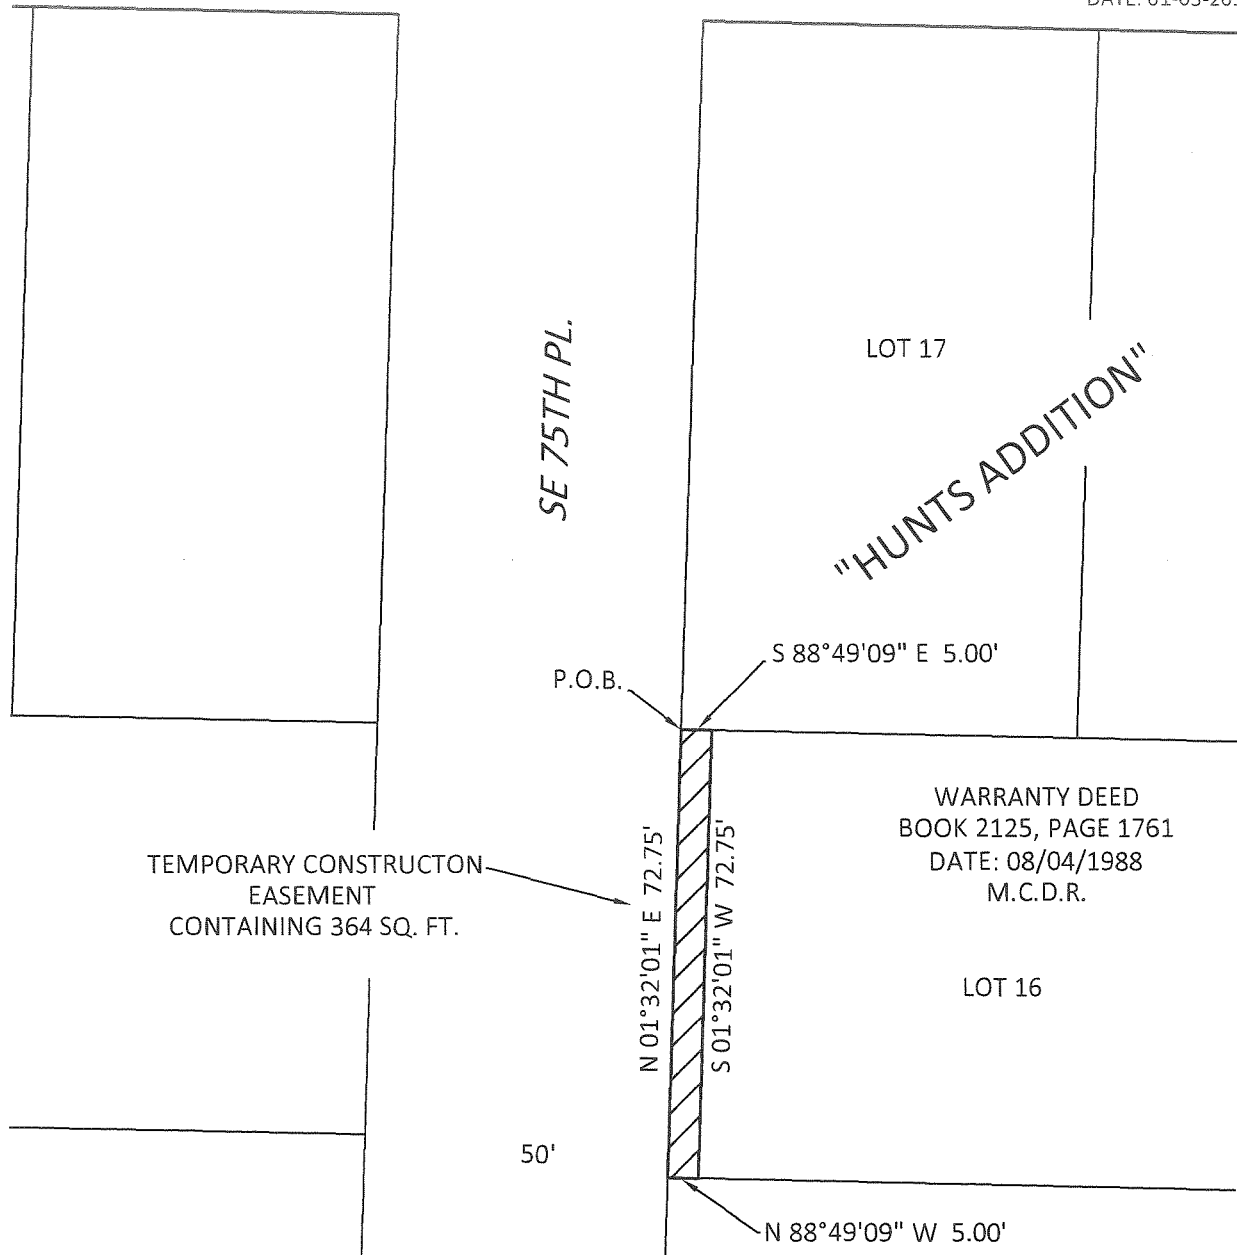 SE 75TH PL.
LOT 17
"HUNTS ADDITION"
S 88°49'09" E 5.00'
P.O.B.
WARRANTY DEED
BOOK 2125, PAGE 1761
DATE: 08/04/1988
M.C.D.R.
TEMPORARY CONSTRUCTON
EASEMENT
CONTAINING 364 SQ. FT.
N 01°32'01" E 72.75'
S 01°32'01" W 72.75'
LOT 16
50'
N 88°49'09" W 5.00'